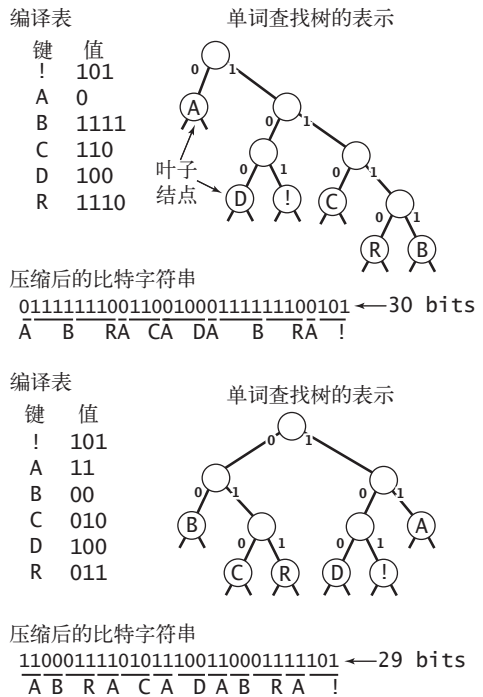 编译表
键 值
! 101
A 0
B 1111
C 110
D 100
R 1110
单词查找树的表示
0 1
A
0 1
0 1
0 1
叶子
结点
D ! C
0 1
R B
压缩后的比特字符串
011111110011001000111111100101 30 bits
A B RA CA DA B RA !
编译表
键 值
! 101
A 11
B 00
C 010
D 100
R 011
单词查找树的表示
0 1
0 1 0 1
B A
0 1 0 1
C R D !
压缩后的比特字符串
11000111101011100110001111101 29 bits
A B R A C A D A B R A !